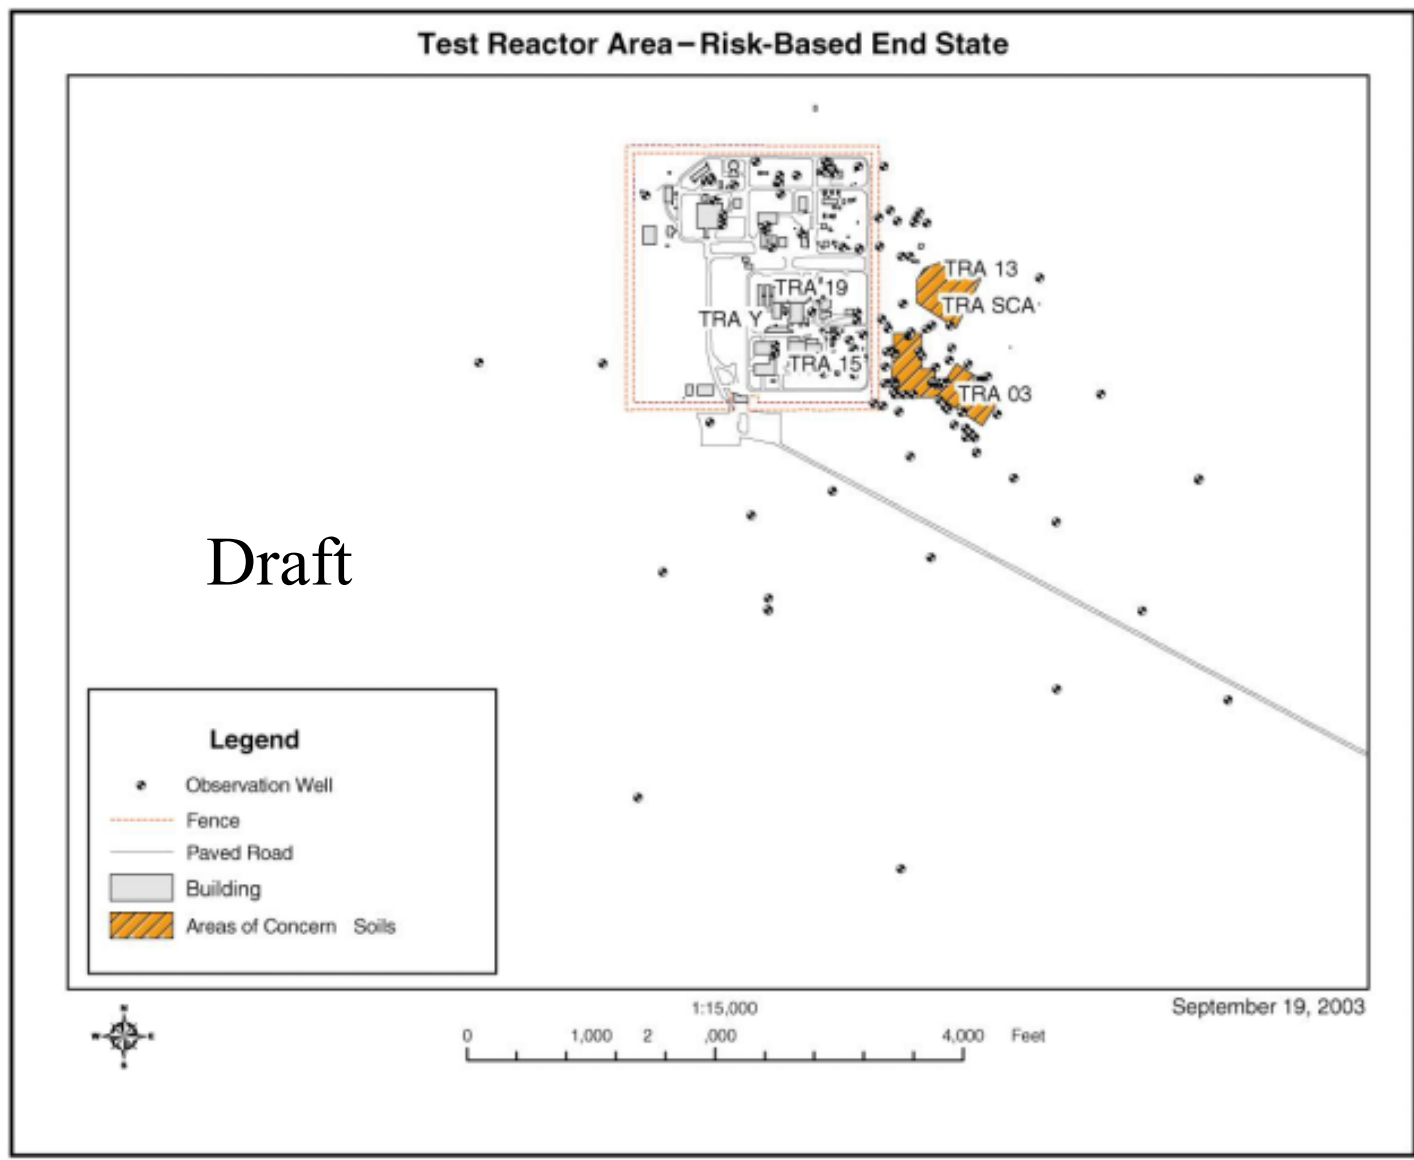 Test Reactor Area – Risk-Based End State
TRA 13
TRA 19
TRA SCA
TRA Y
TRA 15
TRA 03
Draft
Legend
Observation Well
Fence
Paved Road
Building
Areas of Concern Soils
N
W E
S
1:15,000
September 19, 2003
0 1,000 2 ,000 4,000 Feet